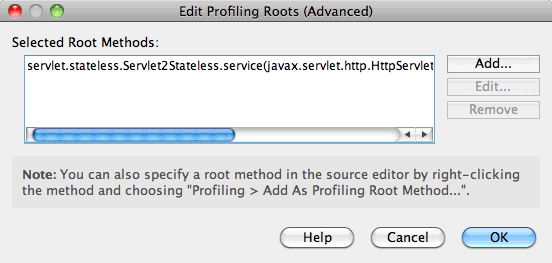 Edit Profiling Roots (Advanced)
Selected Root Methods:
servlet.stateless.Servlet2Stateless.service(javax.servlet.http.HttpServlet
Add...
Edit...
Remove
Note: You can also specify a root method in the source editor by right-clicking
the method and choosing "Profiling > Add As Profiling Root Method...".
Help
Cancel
OK